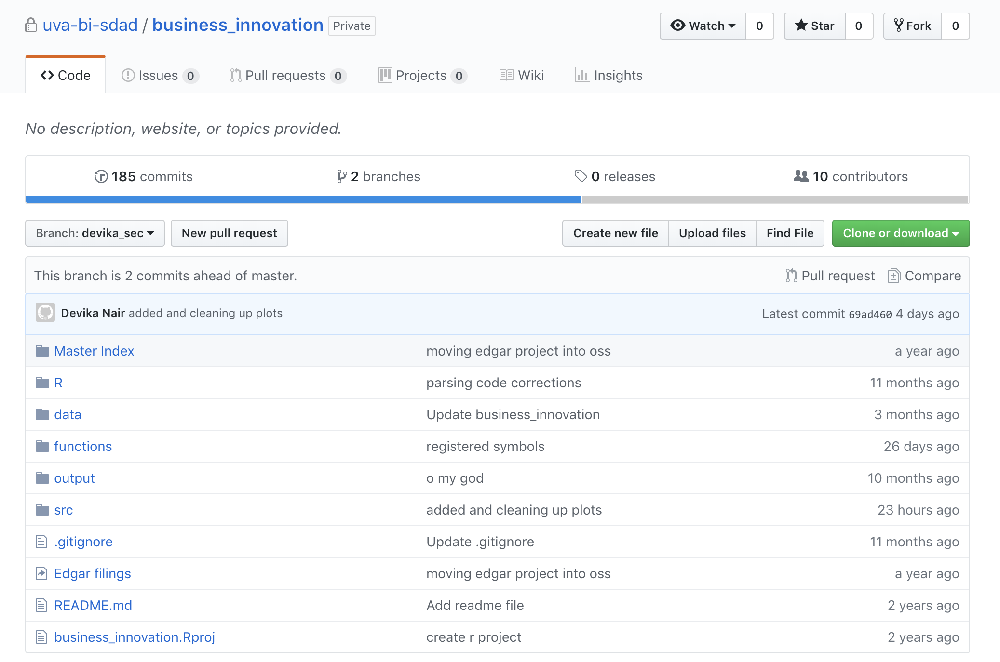 uva-bi-sdad / business_innovation Private Watch 0 Star 0 Fork 0
Code Issues 0 Pull requests 0 Projects 0 Wiki Insights
No description, website, or topics provided.
185 commits 2 branches 0 releases 10 contributors
Branch: devika_sec New pull request Create new file Upload files Find File Clone or download
This branch is 2 commits ahead of master. Pull request Compare
Devika Nair added and cleaning up plots Latest commit 69ad460 4 days ago
Master Index moving edgar project into oss a year ago
R parsing code corrections 11 months ago
data Update business_innovation 3 months ago
functions registered symbols 26 days ago
output o my god 10 months ago
src added and cleaning up plots 23 hours ago
.gitignore Update .gitignore 11 months ago
Edgar filings moving edgar project into oss a year ago
README.md Add readme file 2 years ago
business_innovation.Rproj create r project 2 years ago